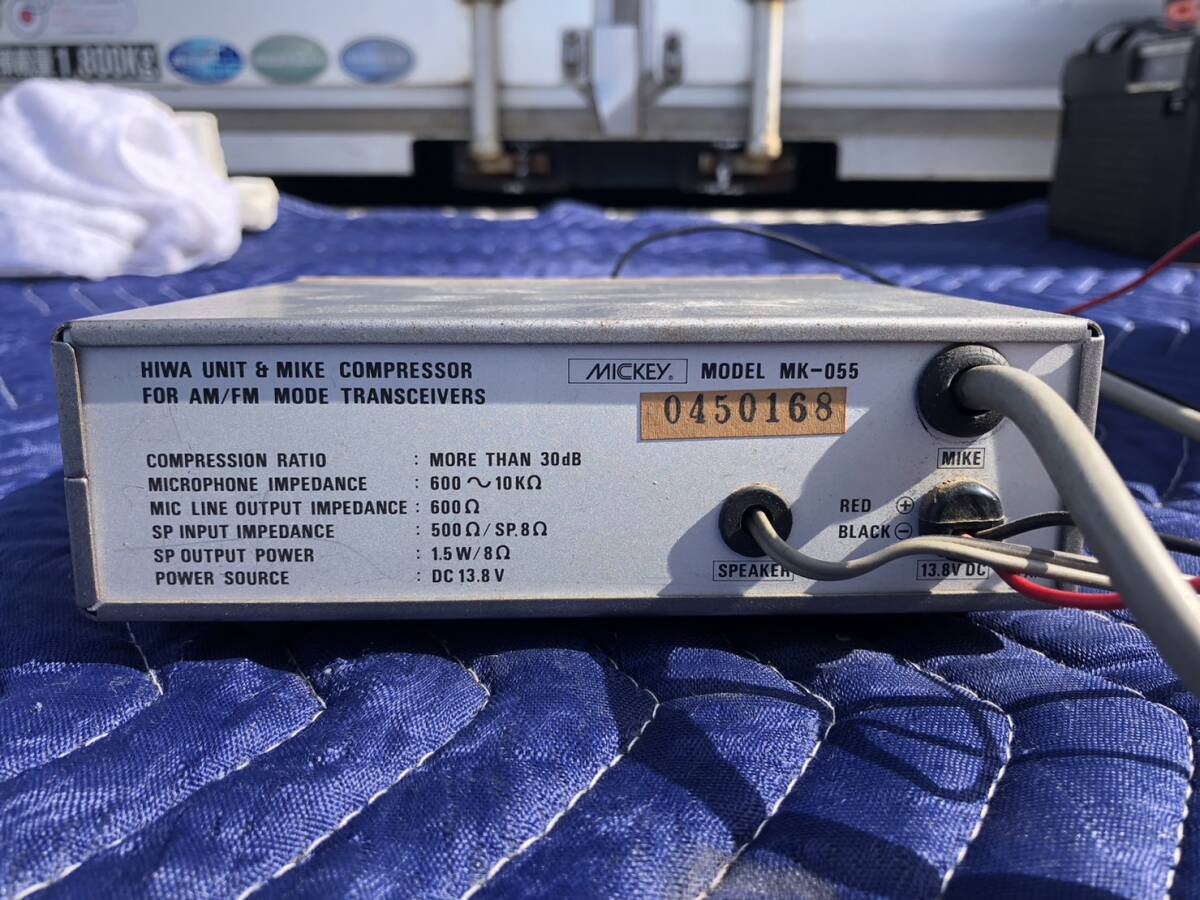 1,800Kg
HIWA UNIT & MIKE COMPRESSOR
FOR AM/FM MODE TRANSCEIVERS
MICKEY® MODEL MK-055
0450168
COMPRESSION RATIO : MORE THAN 30dB
MICROPHONE IMPEDANCE : 600 ～ 10KΩ
MIC LINE OUTPUT IMPEDANCE : 600Ω
SP INPUT IMPEDANCE : 500Ω/SP.8Ω
SP OUTPUT POWER : 1.5W/8Ω
POWER SOURCE : DC 13.8V
MIKE
RED ⊕
BLACK ⊖
SPEAKER
13.8V DC